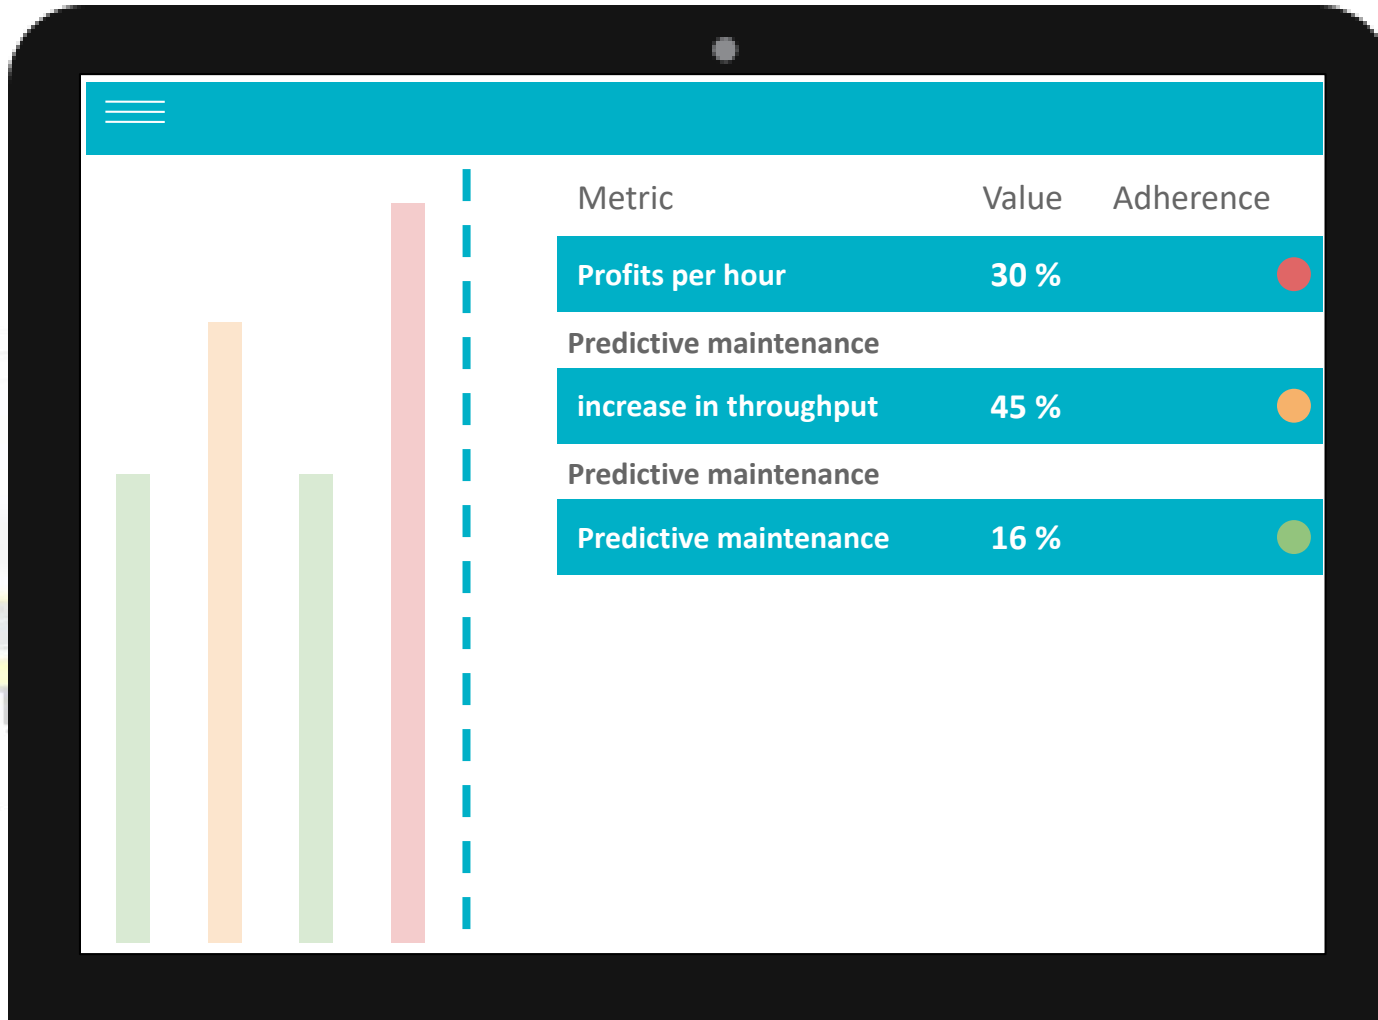 Metric Value Adherence
Profits per hour 30 %
Predictive maintenance
increase in throughput 45 %
Predictive maintenance
Predictive maintenance 16 %